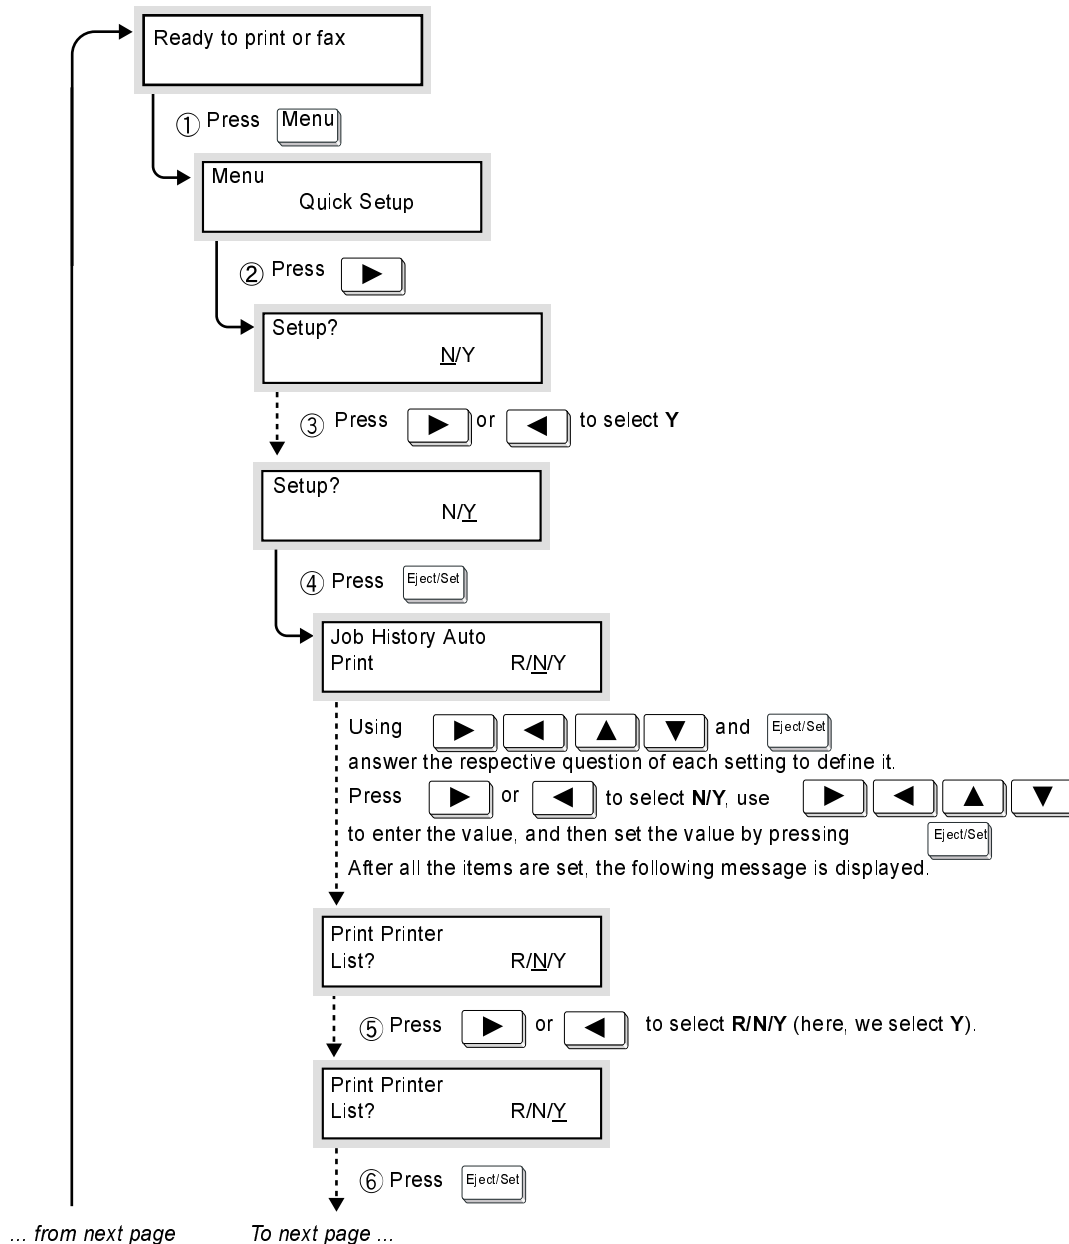 Ready to print or fax
① Press Menu
Menu
Quick Setup
② Press ▶
Setup?
N/Y
③ Press ▶ or ◀ to select Y
Setup?
N/Y
④ Press Eject/Set
Job History Auto
Print R/N/Y
Using ▶ ◀ ▲ ▼ and Eject/Set
answer the respective question of each setting to define it.
Press ▶ or ◀ to select N/Y, use ▶ ◀ ▲ ▼
to enter the value, and then set the value by pressing Eject/Set
After all the items are set, the following message is displayed.
Print Printer
List? R/N/Y
⑤ Press ▶ or ◀ to select R/N/Y (here, we select Y).
Print Printer
List? R/N/Y
⑥ Press Eject/Set
... from next page To next page ...